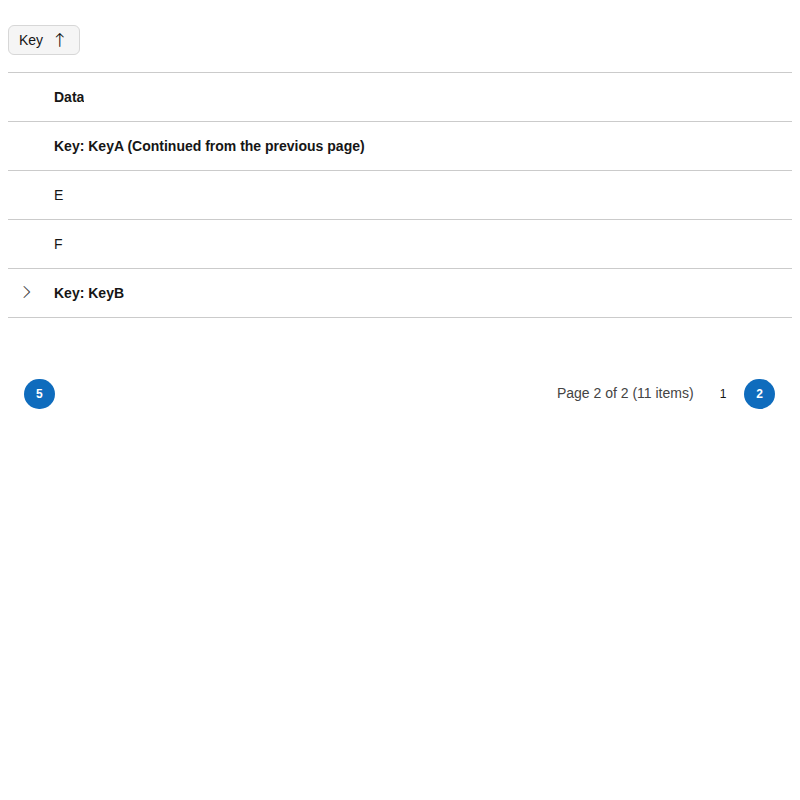 Key
Data
Key: KeyA (Continued from the previous page)
E
F
Key: KeyB
5 Page 2 of 2 (11 items) 1 2